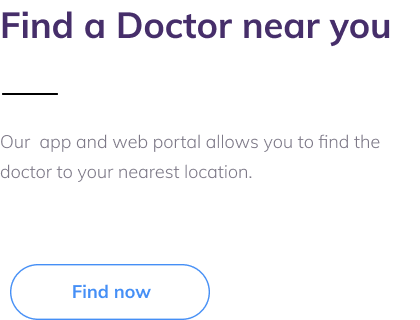 Find a Doctor near you
Our  app and web portal allows you to find the
doctor to your nearest location.
Find now